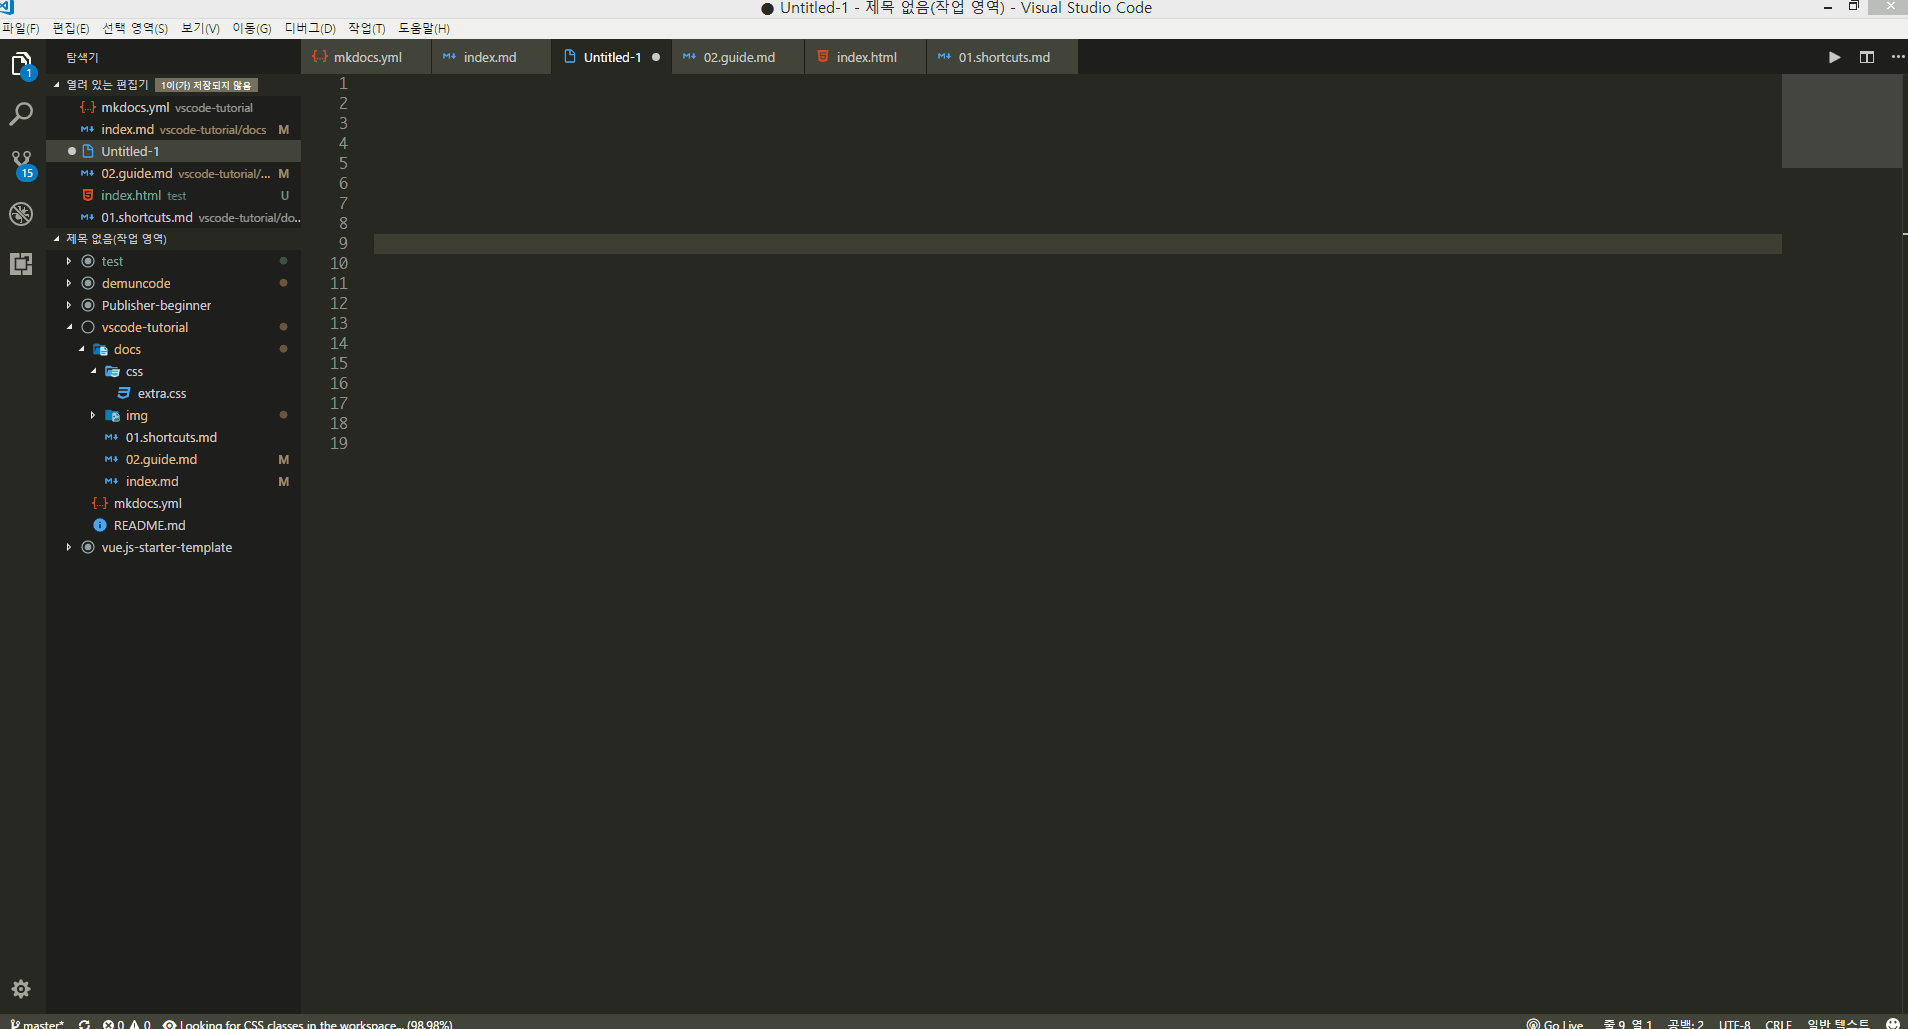 ● Untitled-1 - 제목 없음(작업 영역) - Visual Studio Code
파일(F) 편집(E) 선택 영역(S) 보기(V) 이동(G) 디버그(D) 작업(T) 도움말(H)
탐색기
mkdocs.yml index.md Untitled-1 ● 02.guide.md index.html 01.shortcuts.md
1
열려 있는 편집기 1이(가) 저장되지 않음
mkdocs.yml vscode-tutorial
index.md vscode-tutorial/docs M
● Untitled-1
02.guide.md vscode-tutorial/... M
index.html test U
01.shortcuts.md vscode-tutorial/do...
15
제목 없음(작업 영역)
test
demuncode
Publisher-beginner
vscode-tutorial
docs
css
extra.css
img
01.shortcuts.md
02.guide.md M
index.md M
mkdocs.yml
README.md
vue.js-starter-template
1
2
3
4
5
6
7
8
9
10
11
12
13
14
15
16
17
18
19
master* 0 0 Looking for CSS classes in the workspace... (98.98%) Go Live 줄 9, 열 1 공백: 2 UTF-8 CRLF 일반 텍스트